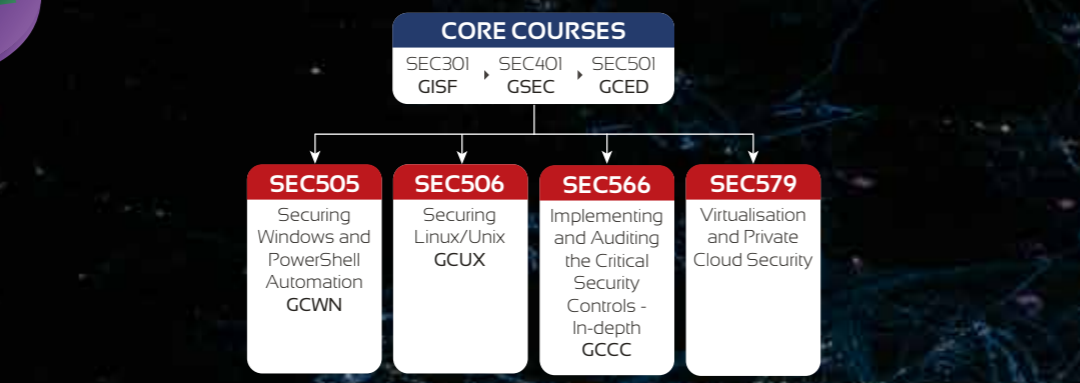 CORE COURSES
SEC301 SEC401 SEC501
GISF GSEC GCED
SEC505
Securing
Windows and
PowerShell
Automation
GCWN
SEC506
Securing
Linux/Unix
GCUX
SEC566
Implementing
and Auditing
the Critical
Security
Controls -
In-depth
GCCC
SEC579
Virtualisation
and Private
Cloud Security